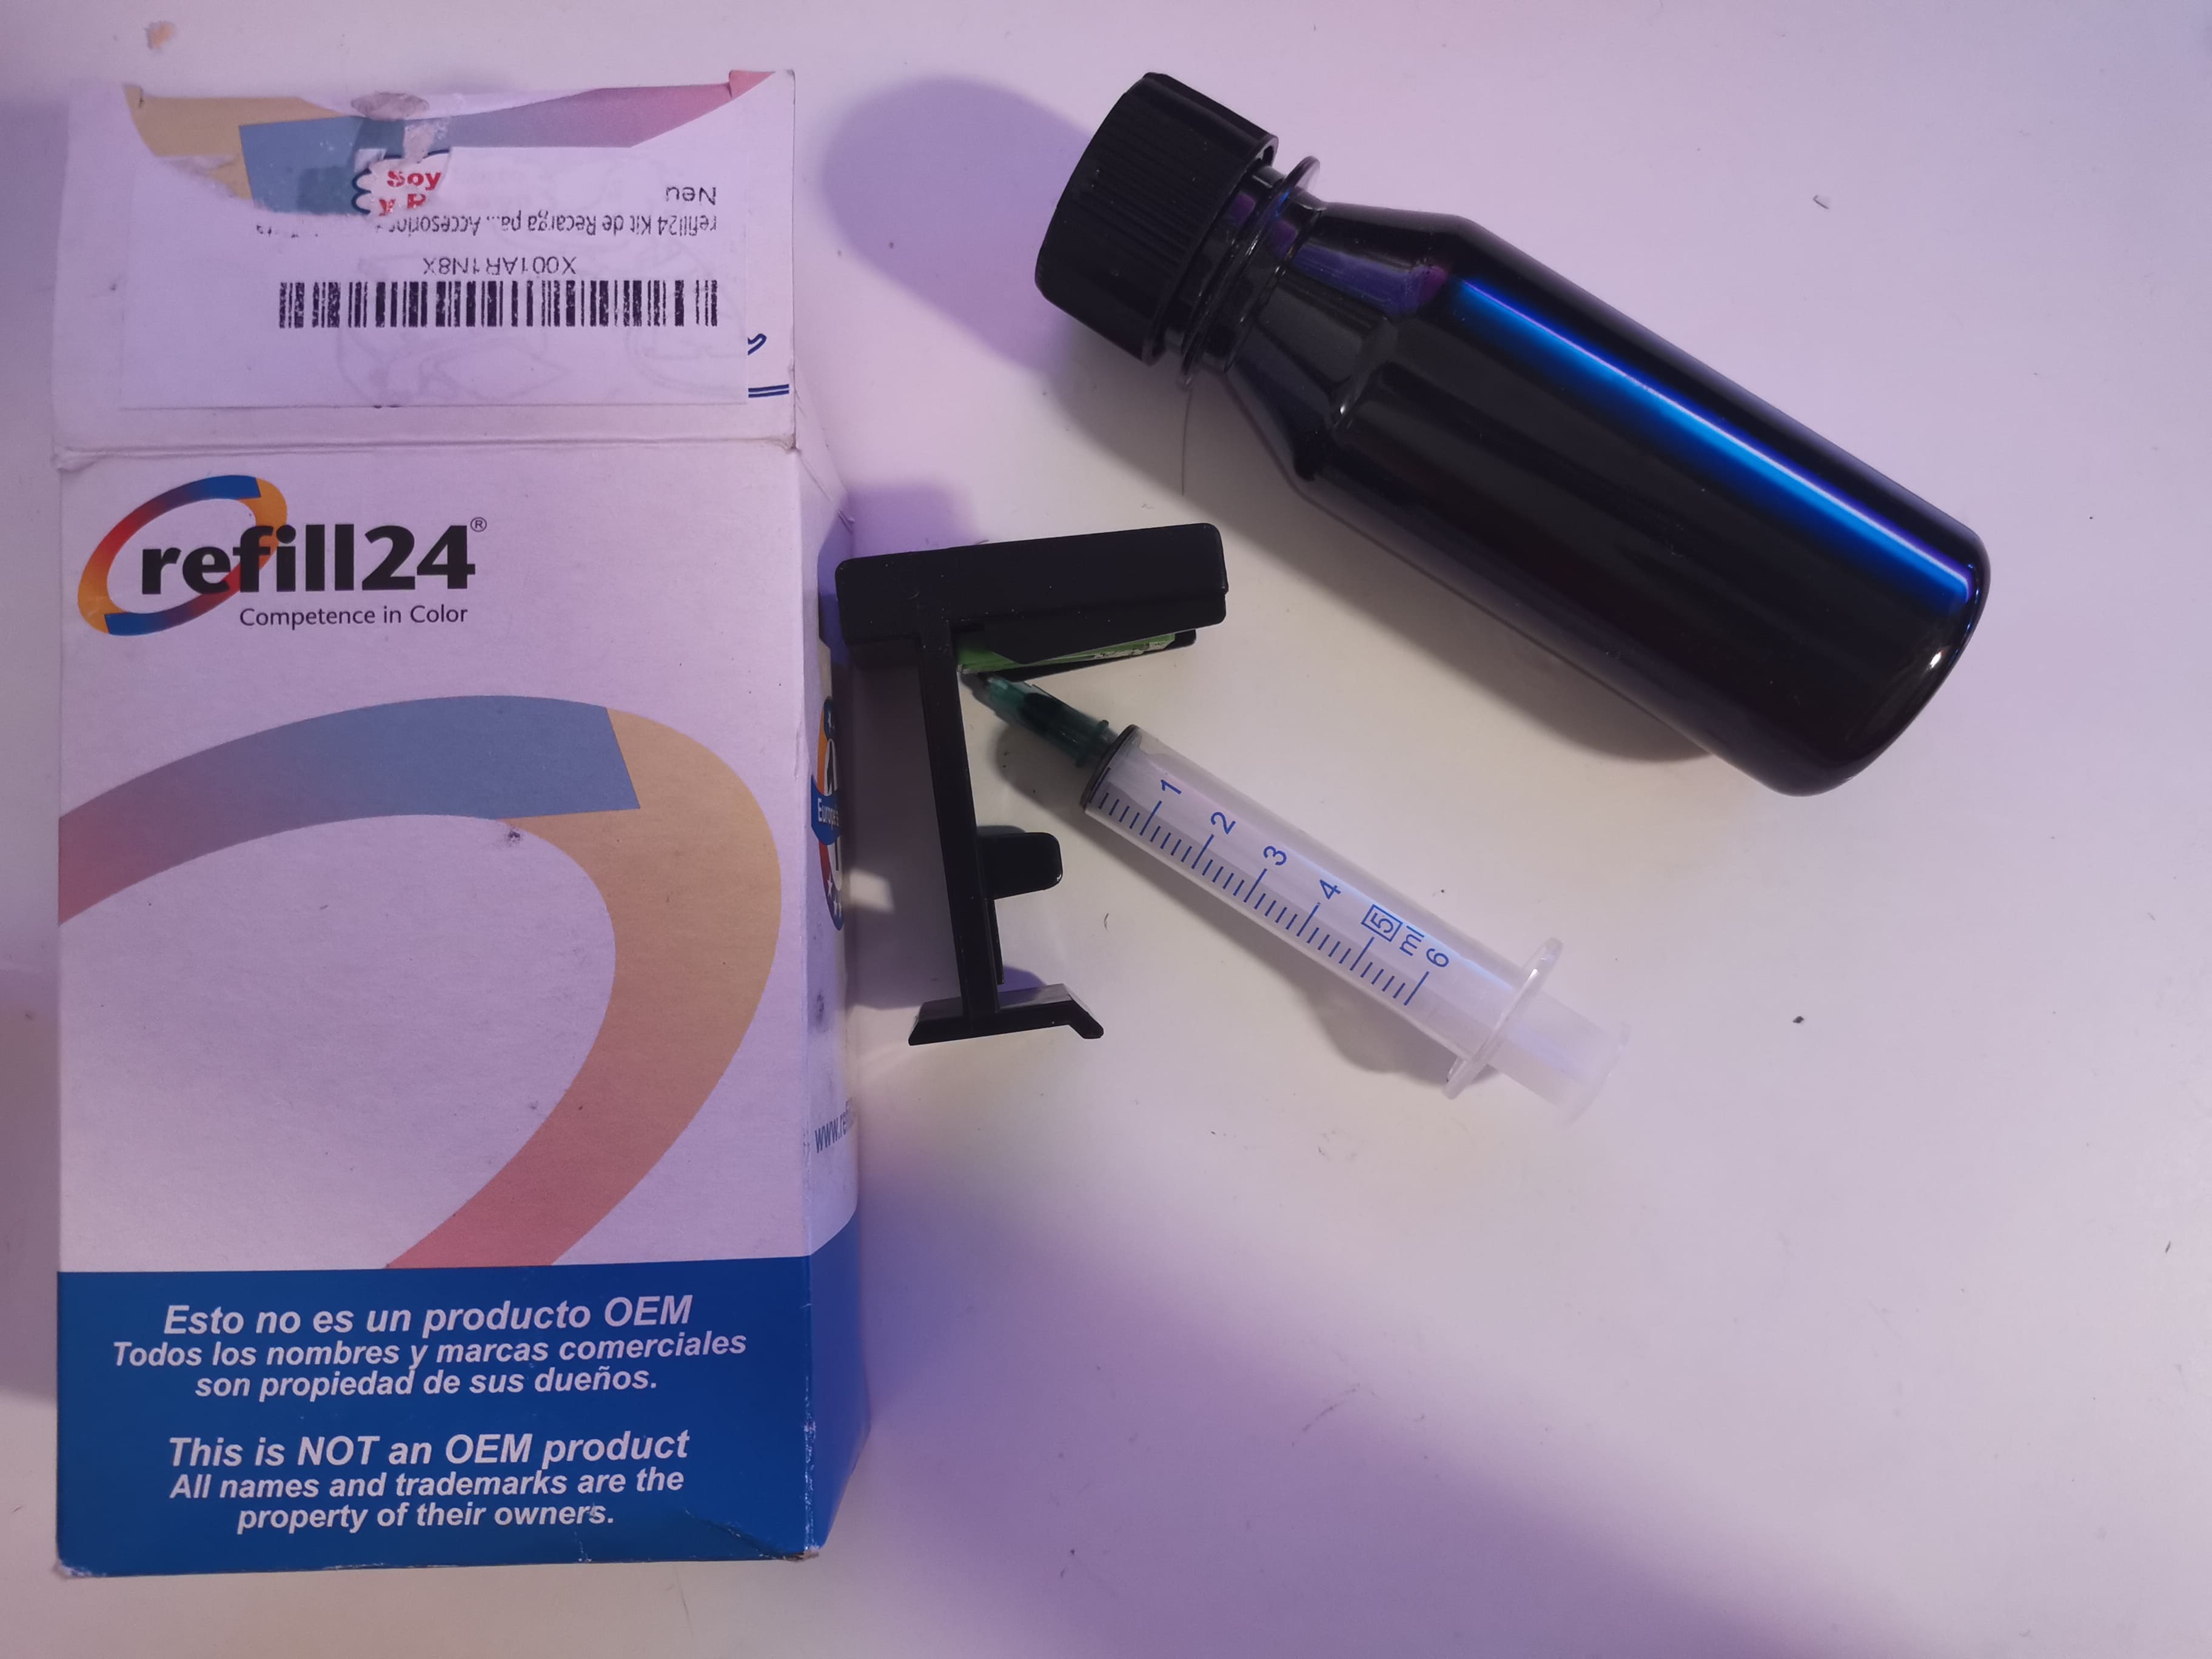 Soy
y R
Neu
refill24 Kit de Recarga pa... Accesorios
X001AR1N8X
refill24®
Competence in Color
Esto no es un producto OEM
Todos los nombres y marcas comerciales
son propiedad de sus dueños.
This is NOT an OEM product
All names and trademarks are the
property of their owners.
www.refi
1
2
3
4
5
ml
6